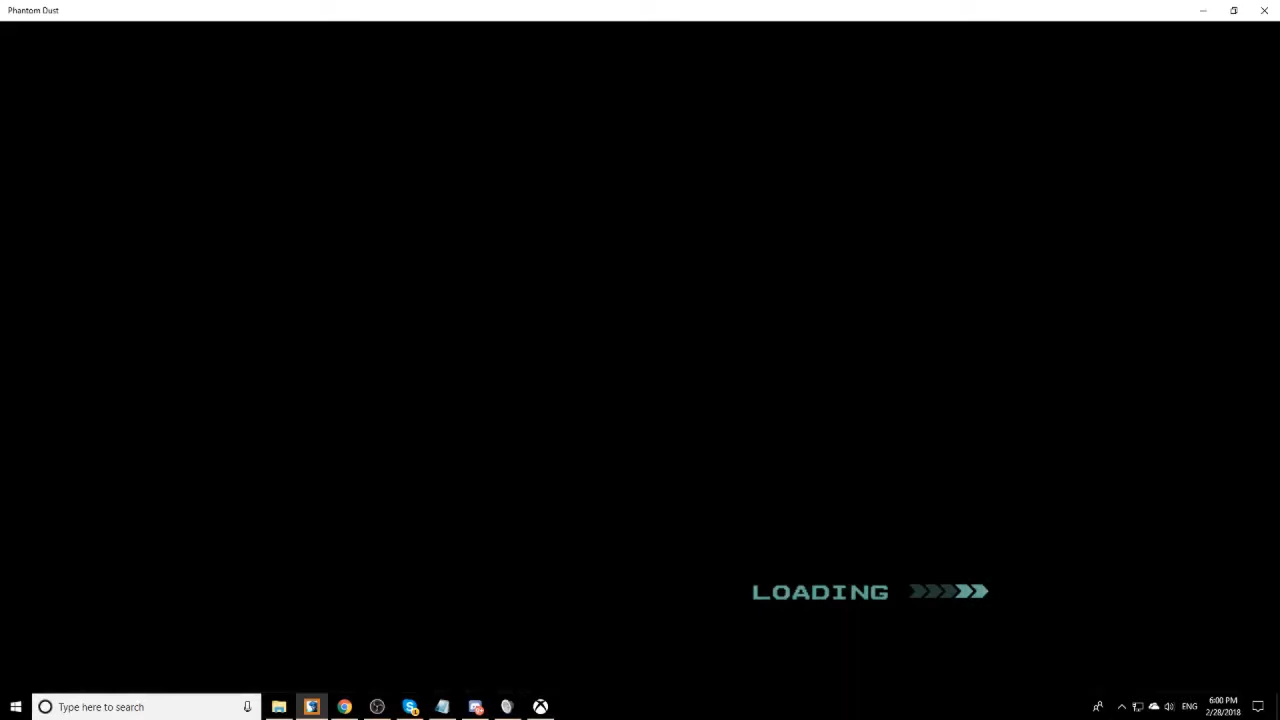 Phantom Dust
LOADING
Type here to search
ENG
6:00 PM
2/28/2018